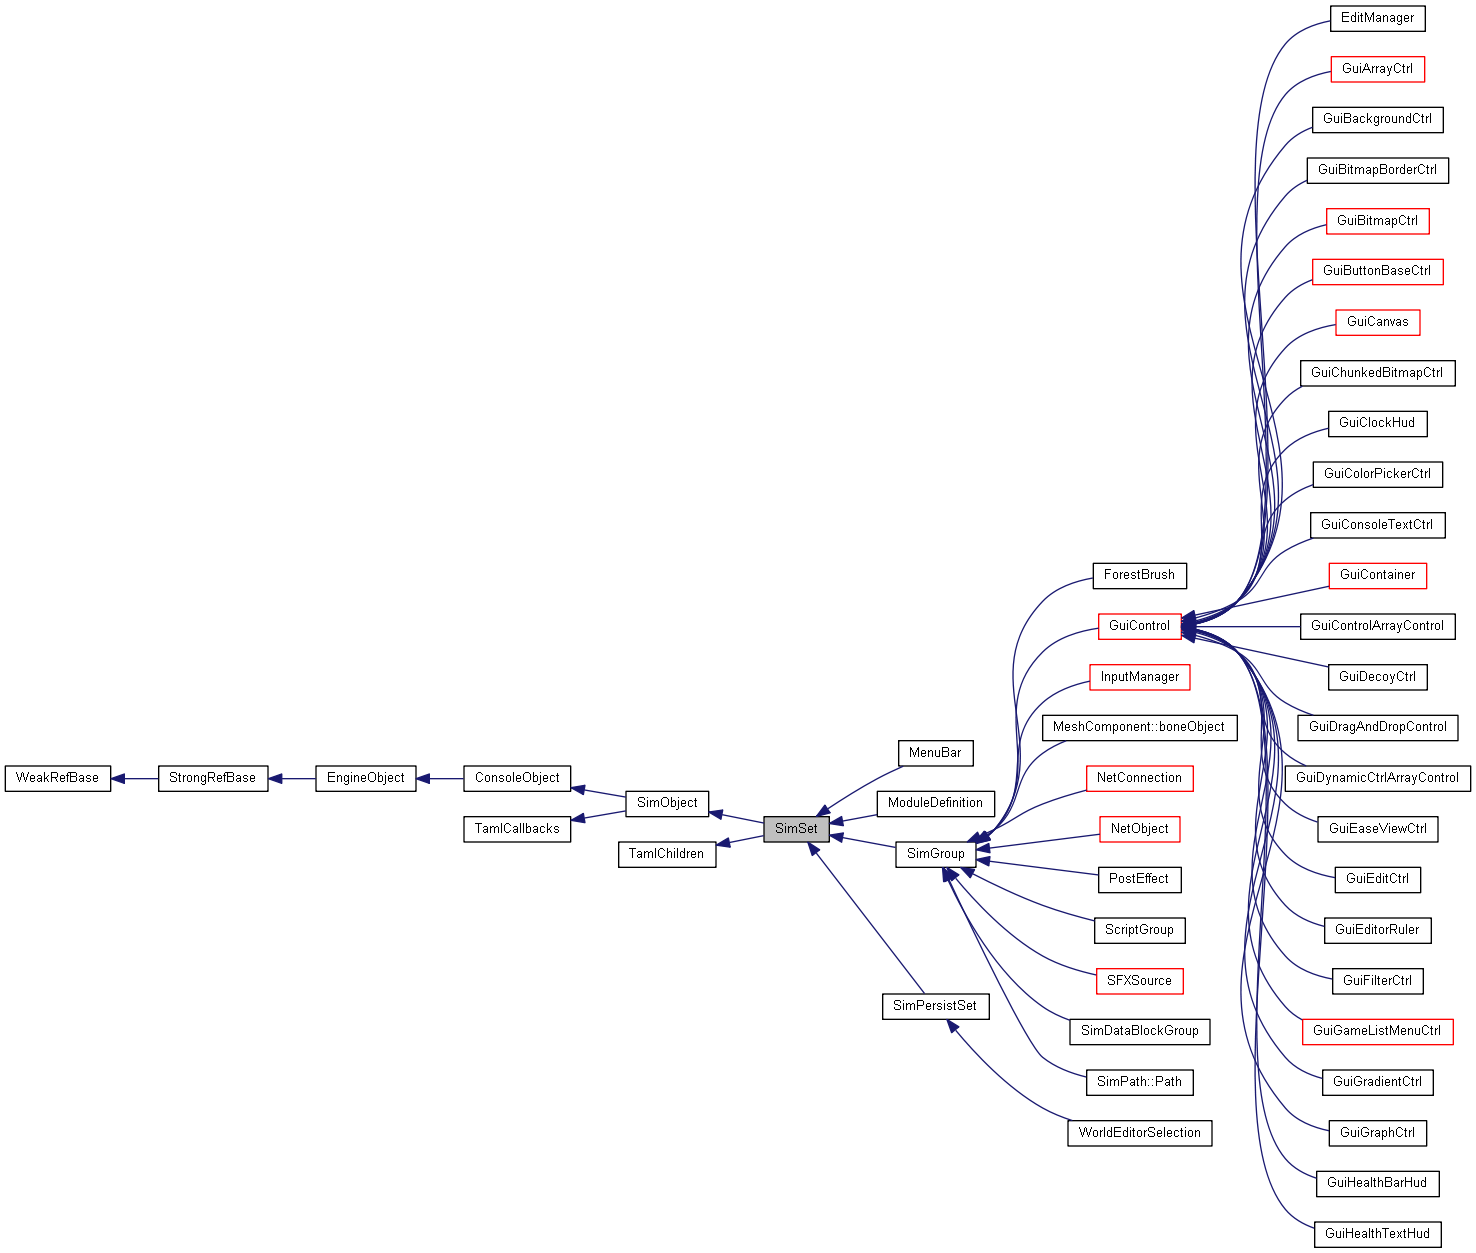 WeakRefBase
StrongRefBase
EngineObject
ConsoleObject
TamlCallbacks
SimObject
TamlChildren
SimSet
MenuBar
ModuleDefinition
SimGroup
SimPersistSet
ForestBrush
GuiControl
InputManager
MeshComponent::boneObject
NetConnection
NetObject
PostEffect
ScriptGroup
SFXSource
SimDataBlockGroup
SimPath::Path
WorldEditorSelection
EditManager
GuiArrayCtrl
GuiBackgroundCtrl
GuiBitmapBorderCtrl
GuiBitmapCtrl
GuiButtonBaseCtrl
GuiCanvas
GuiChunkedBitmapCtrl
GuiClockHud
GuiColorPickerCtrl
GuiConsoleTextCtrl
GuiContainer
GuiControlArrayControl
GuiDecoyCtrl
GuiDragAndDropControl
GuiDynamicCtrlArrayControl
GuiEaseViewCtrl
GuiEditCtrl
GuiEditorRuler
GuiFilterCtrl
GuiGameListMenuCtrl
GuiGradientCtrl
GuiGraphCtrl
GuiHealthBarHud
GuiHealthTextHud